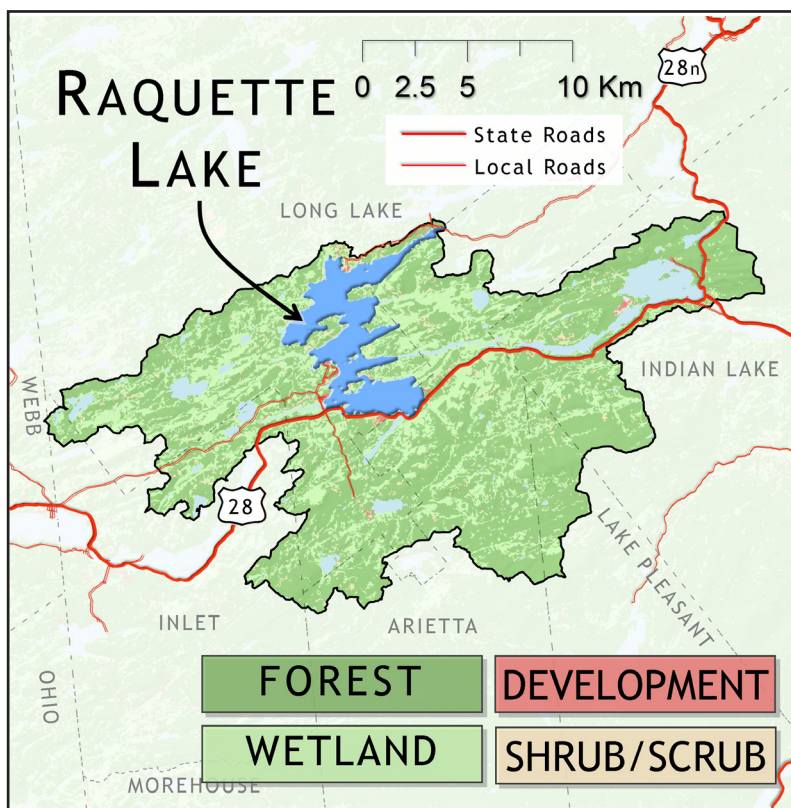 RAQUETTE
LAKE
0 2.5 5 10 Km
28n
State Roads
Local Roads
LONG LAKE
INDIAN LAKE
WEBB
28
LAKE PLEASANT
INLET
ARIETTA
OHIO
FOREST
DEVELOPMENT
WETLAND
SHRUB/SCRUB
MOREHOUSE